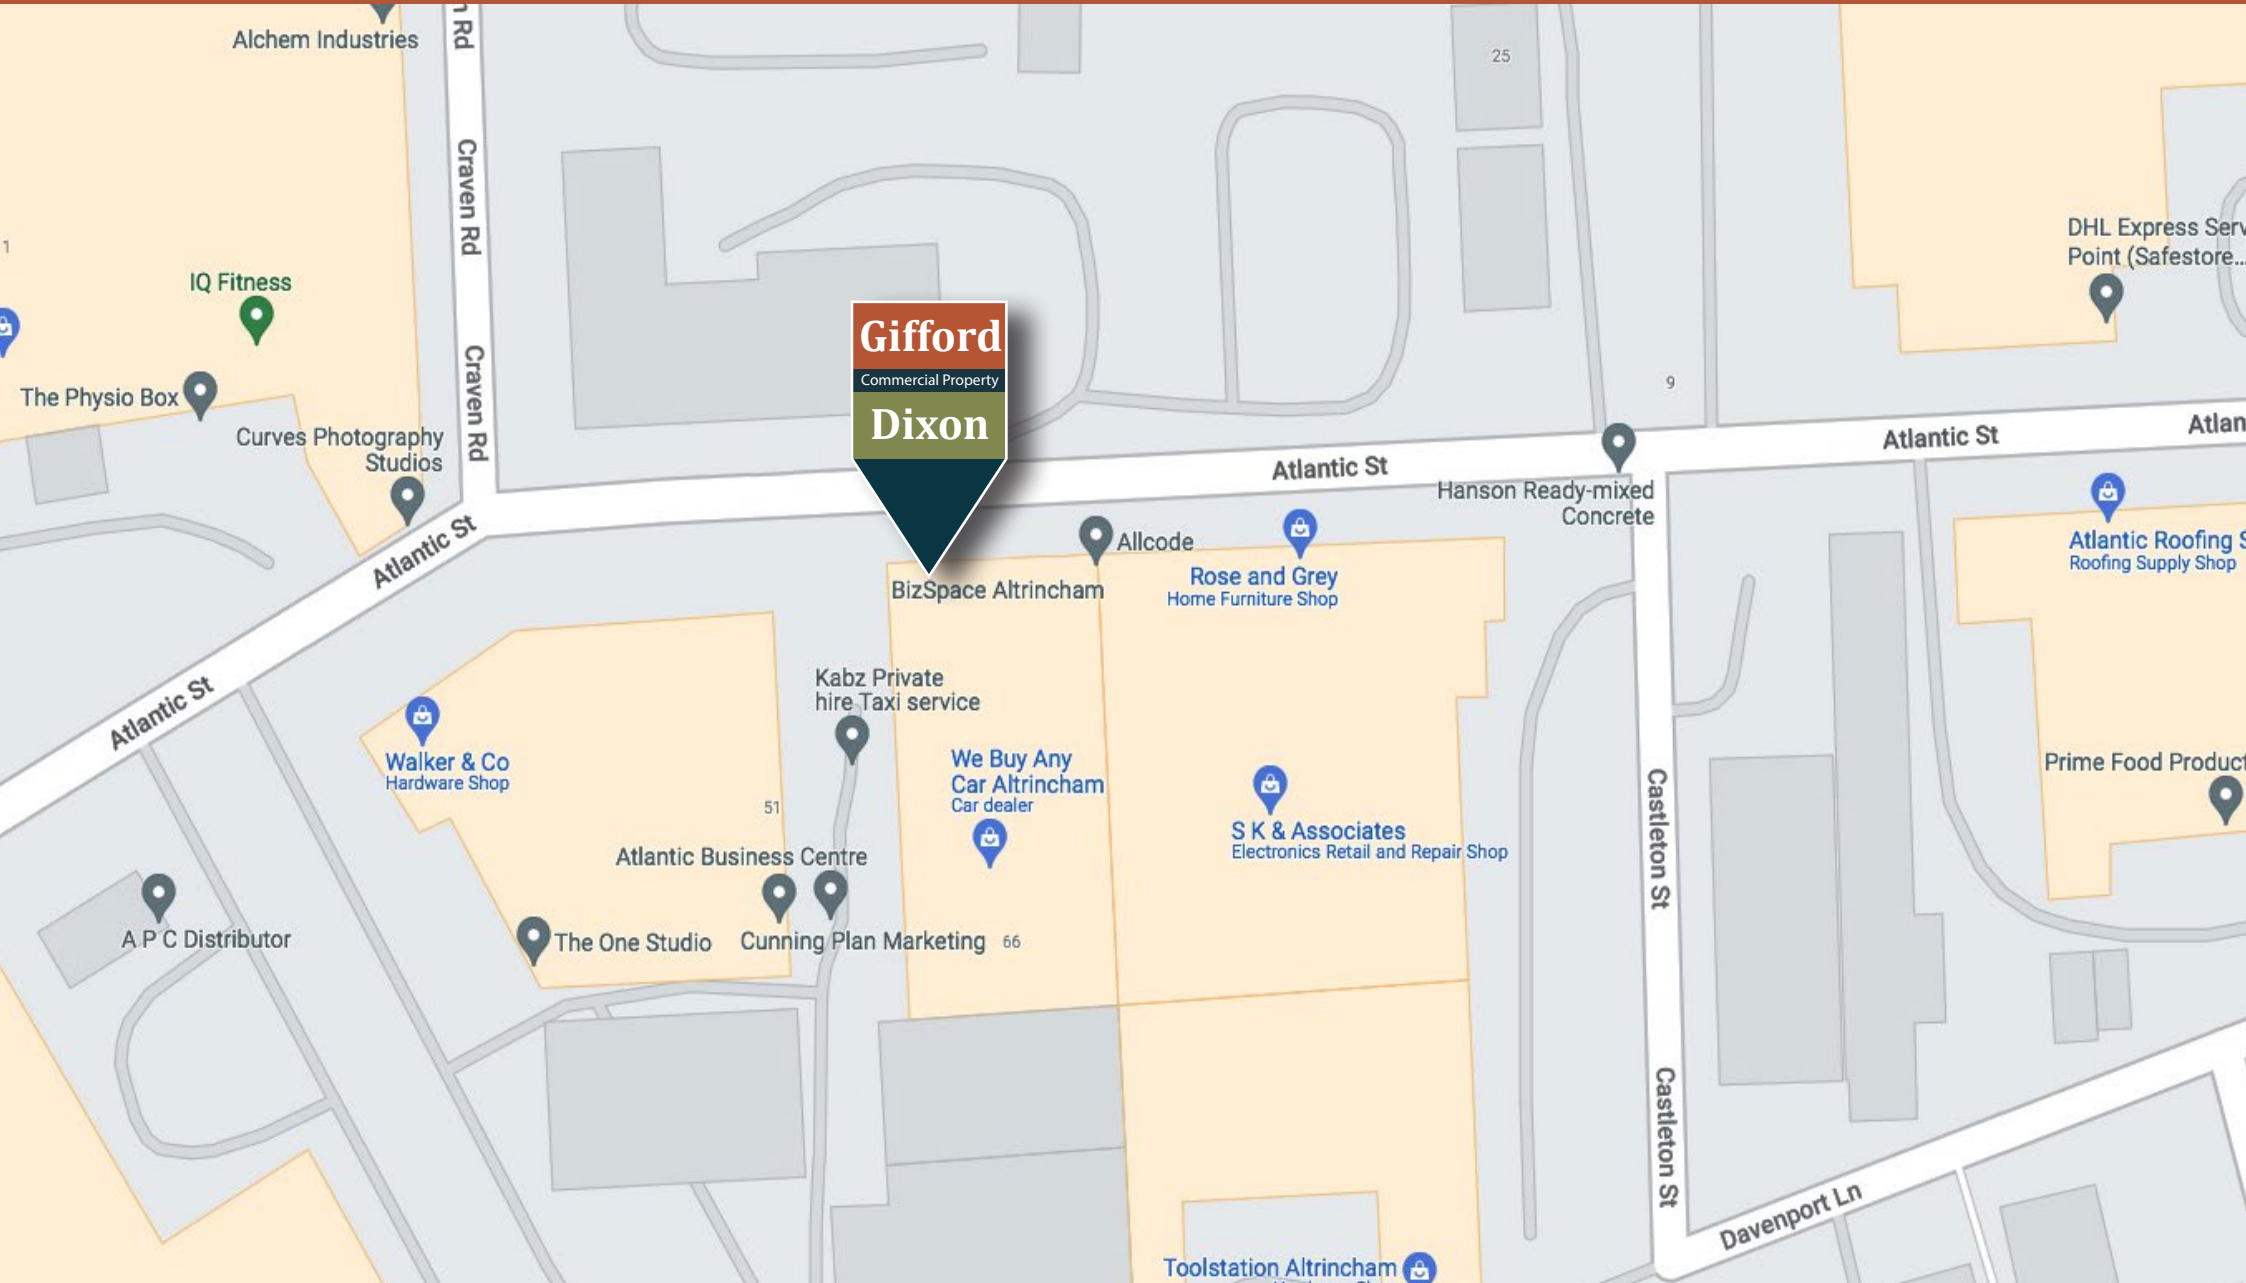 Alchem Industries
n Rd
25
Craven Rd
1
DHL Express Serv
Point (Safestore...
IQ Fitness
Gifford
Commercial Property
Dixon
Craven Rd
9
The Physio Box
Curves Photography
Studios
Atlantic St
Atlantic St
Atlan
Hanson Ready-mixed
Concrete
Atlantic St
Allcode
Atlantic Roofing S
Roofing Supply Shop
BizSpace Altrincham
Rose and Grey
Home Furniture Shop
Kabz Private
hire Taxi service
Atlantic St
Walker & Co
Hardware Shop
We Buy Any
Car Altrincham
Car dealer
Prime Food Product
51
S K & Associates
Electronics Retail and Repair Shop
Castleton St
Atlantic Business Centre
A P C Distributor
The One Studio
Cunning Plan Marketing
66
Castleton St
Davenport Ln
Toolstation Altrincham